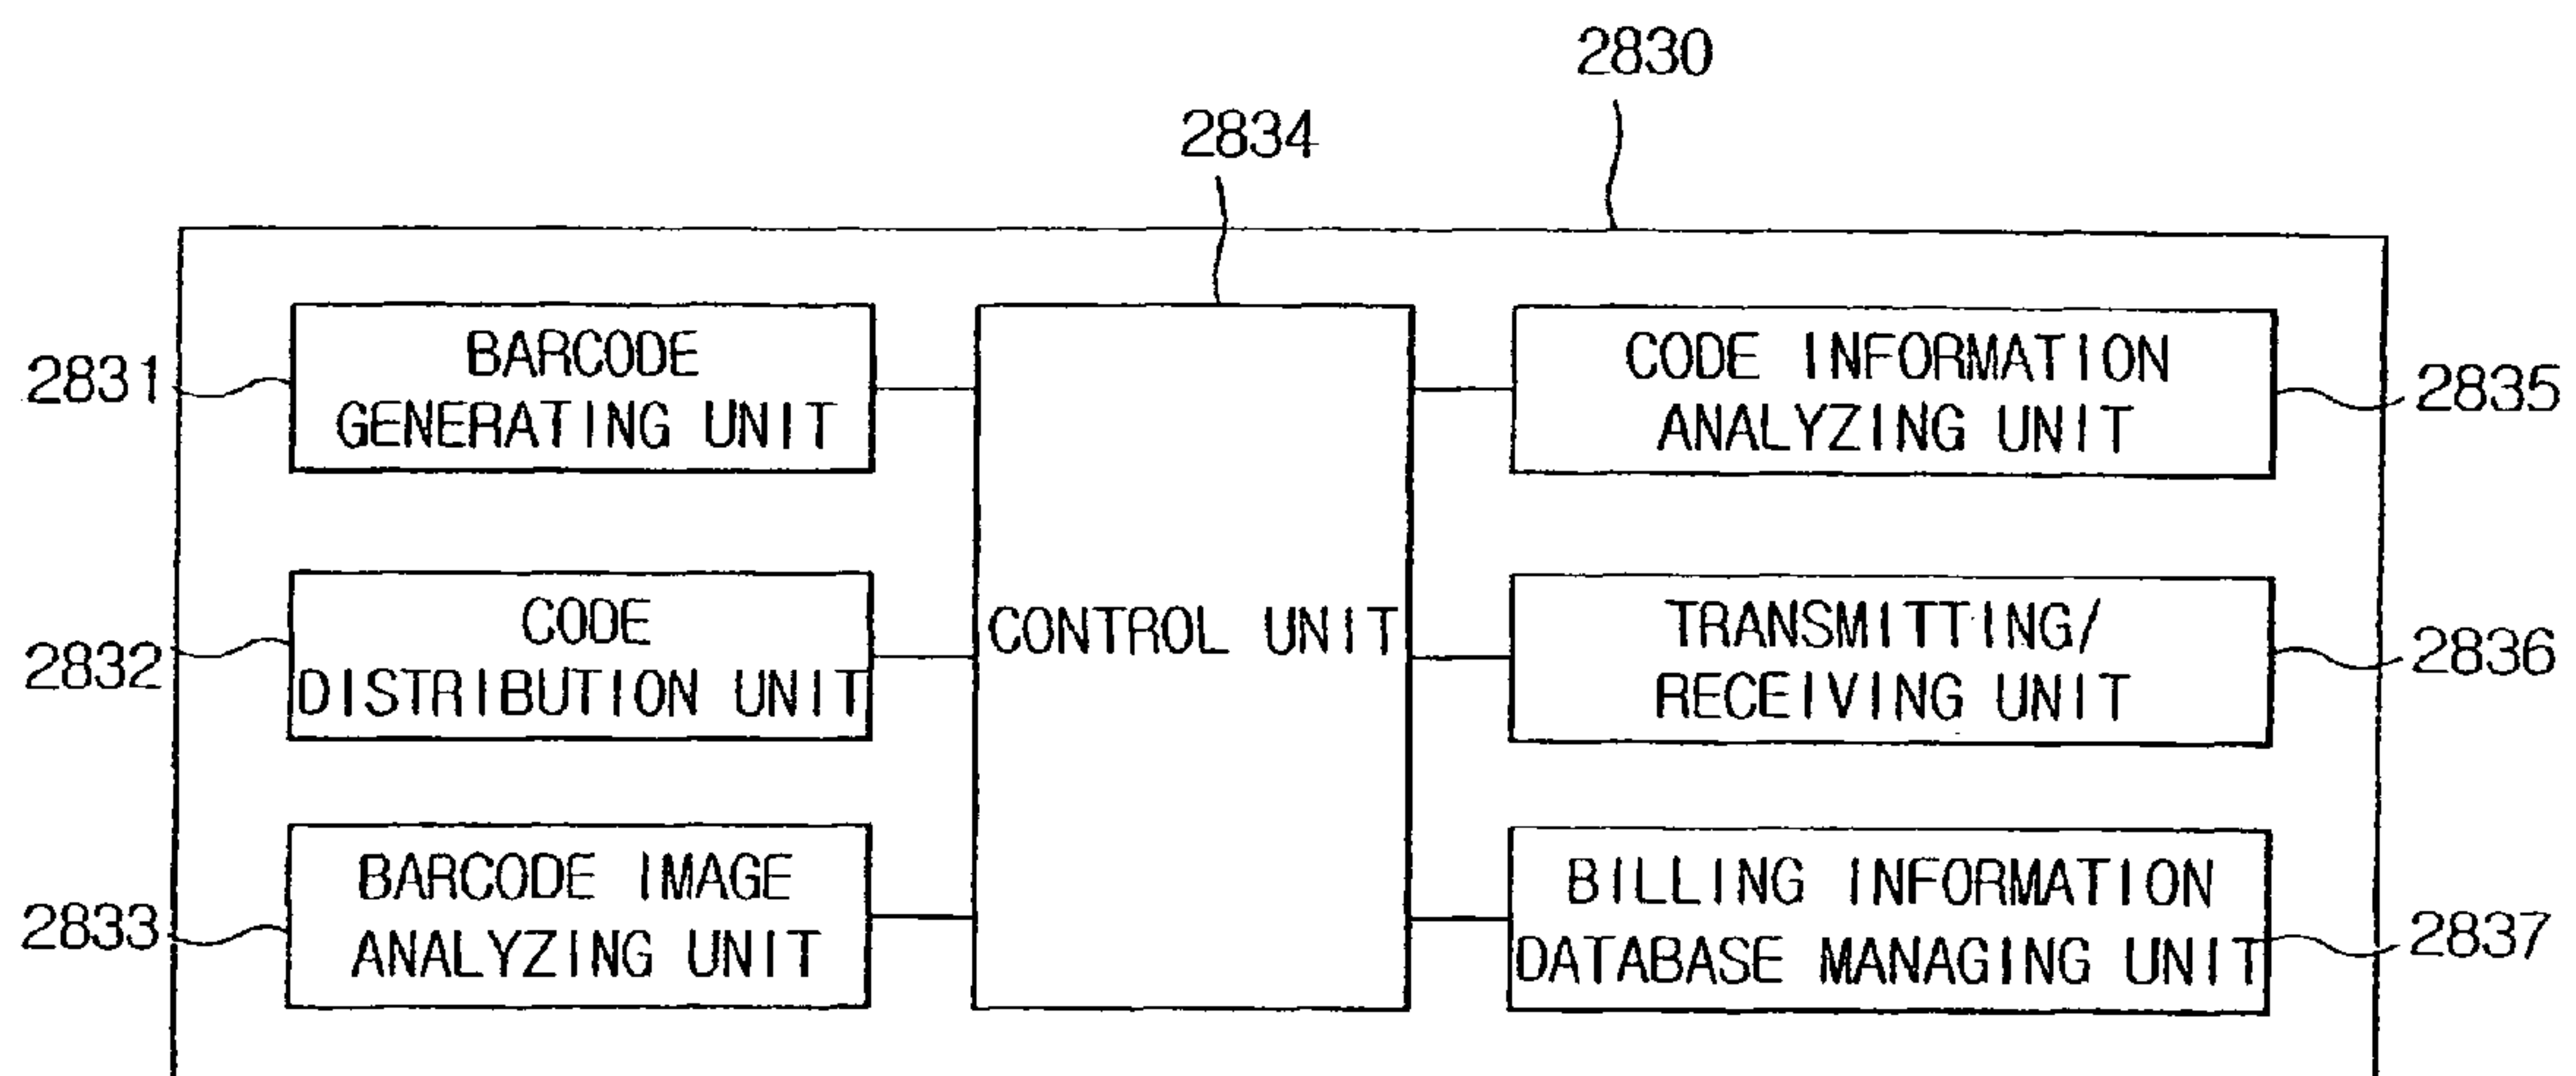 2830
2834
BARCODE
GENERATING UNIT
2831
CODE INFORMATION
ANALYZING UNIT
2835
CODE
DISTRIBUTION UNIT
2832
CONTROL UNIT
TRANSMITTING/
RECEIVING UNIT
2836
BARCODE IMAGE
ANALYZING UNIT
2833
BILLING INFORMATION
DATABASE MANAGING UNIT
2837